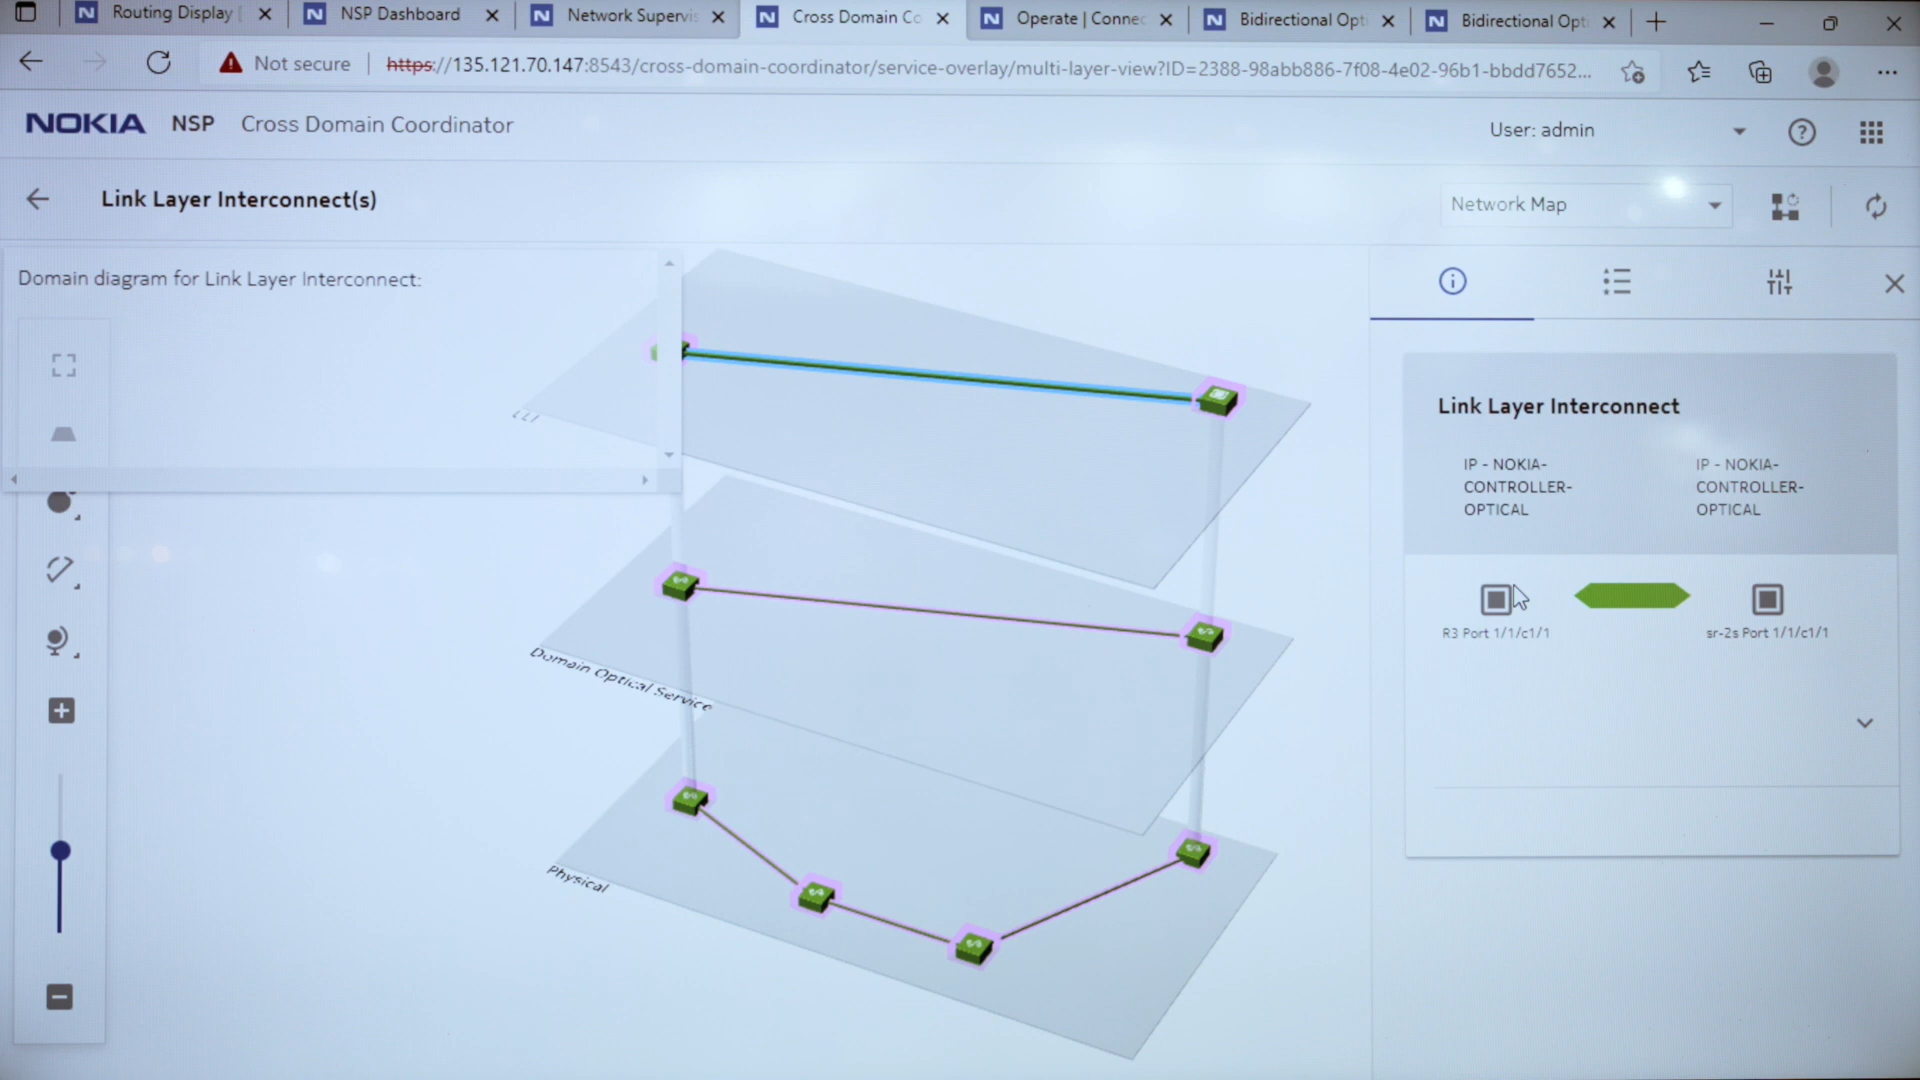 Routing Display
NSP Dashboard
Network Supervis
Cross Domain Co
Operate | Connec
Bidirectional Opti
Bidirectional Opti
Not secure
https://135.121.70.147:8543/cross-domain-coordinator/service-overlay/multi-layer-view?ID=2388-98abb886-7f08-4e02-96b1-bbdd7652...
NOKIA NSP Cross Domain Coordinator
User: admin
Link Layer Interconnect(s)
Network Map
Domain diagram for Link Layer Interconnect:
LLI
Domain Optical Service
Physical
Link Layer Interconnect
IP - NOKIA-
CONTROLLER-
OPTICAL
IP - NOKIA-
CONTROLLER-
OPTICAL
R3 Port 1/1/c1/1
sr-2s Port 1/1/c1/1